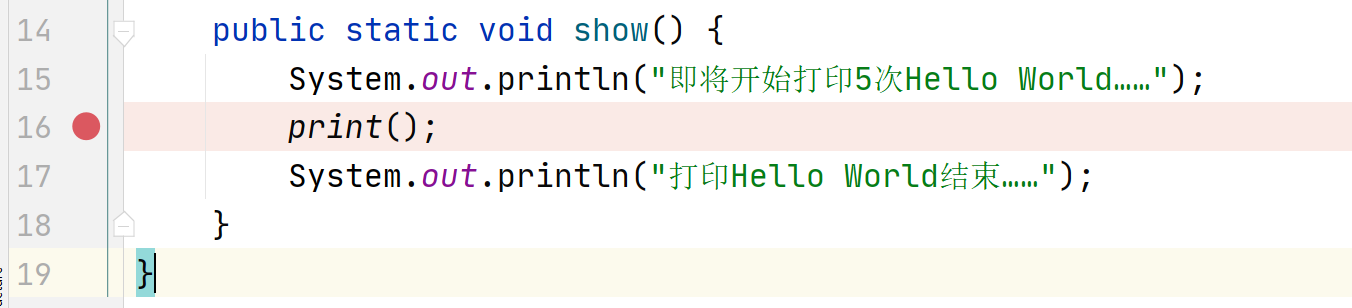 14 public static void show() {
15 System.out.println("即将开始打印5次Hello World……");
16 print();
17 System.out.println("打印Hello World结束……");
18 }
19 }